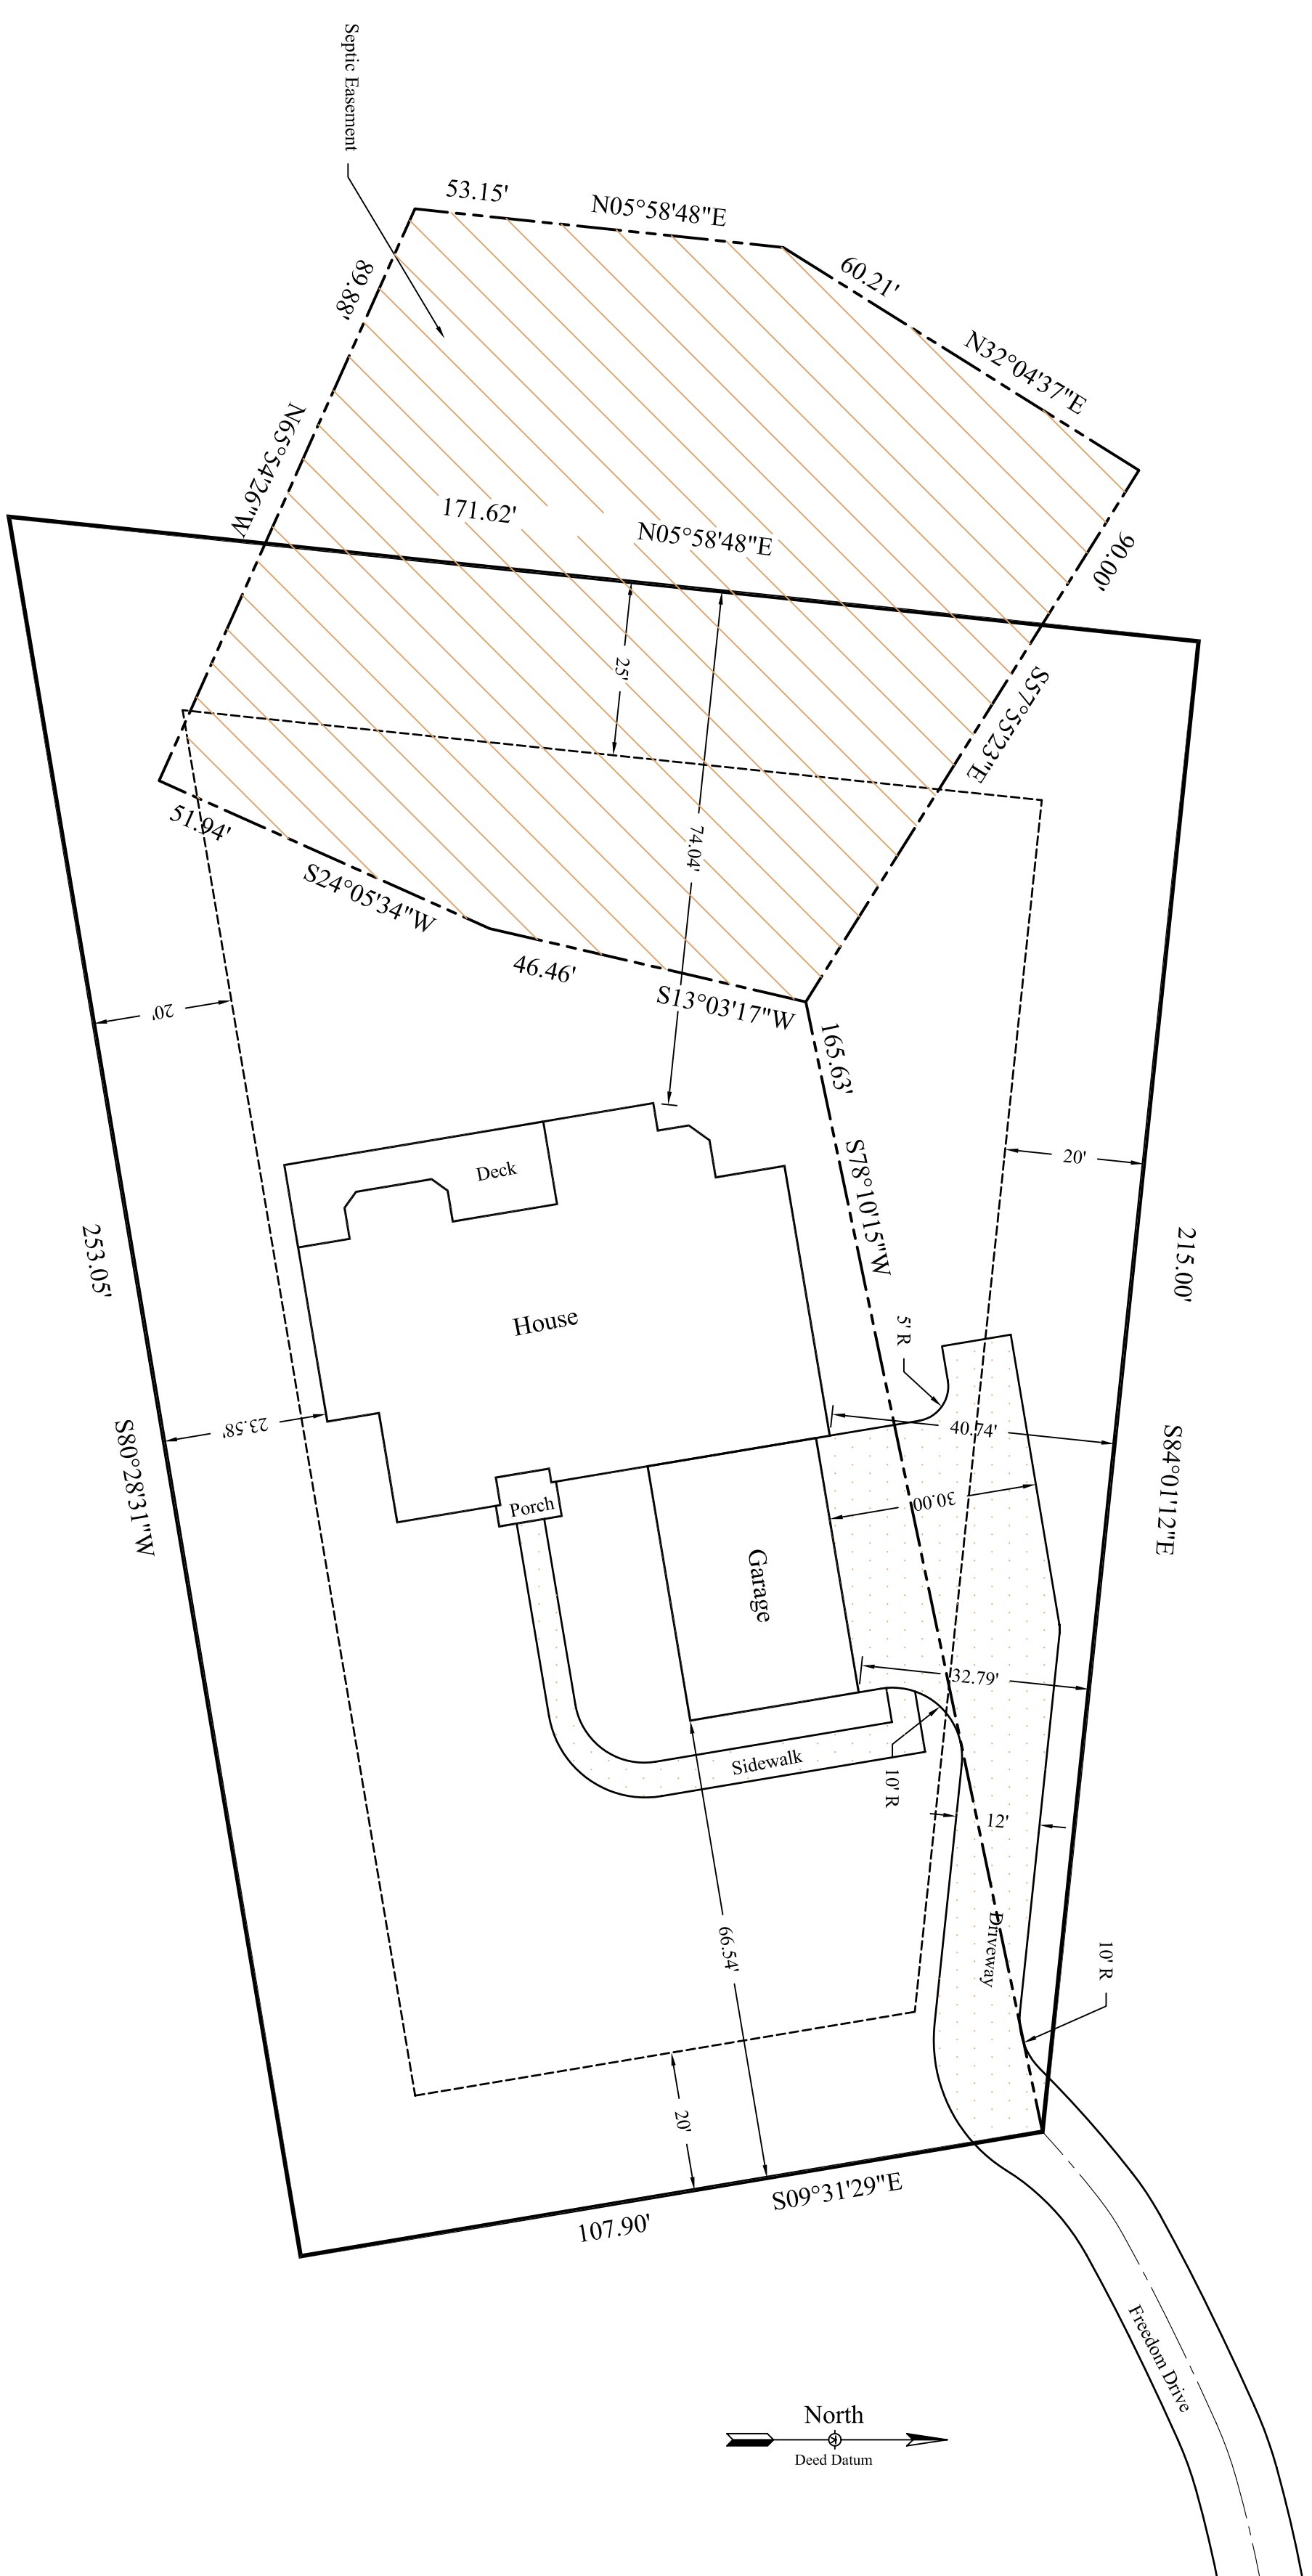 Septic Easement
53.15'
N05°58'48"E
60.21'
N32°04'37"E
89.88'
N65°54'26"W
171.62'
N05°58'48"E
90.00'
S57°55'23"E
25'
74.04'
51.94'
S24°05'34"W
46.46'
S13°03'17"W
165.63'
S78°10'15"W
20'
20'
Deck
House
253.05'
S80°28'31"W
215.00'
S84°01'12"E
5' R
23.58'
40.74'
30.00'
Porch
Garage
32.79'
Sidewalk
10' R
12'
66.54'
Driveway
10' R
20'
S09°31'29"E
107.90'
Freedom Drive
North
Deed Datum